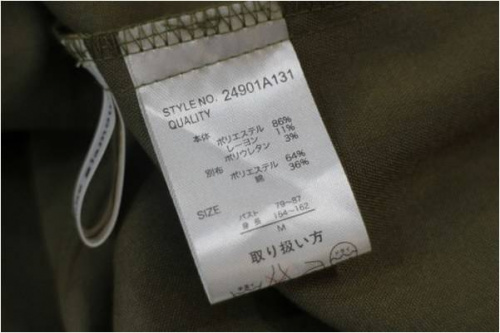 STYLE NO. 24901A131
QUALITY
本体 ポリエステル 86%
レーヨン 11%
ポリウレタン 3%
別布 ポリエステル 64%
綿 36%
SIZE バスト 79~87
身長 154~162
M
取り扱い方